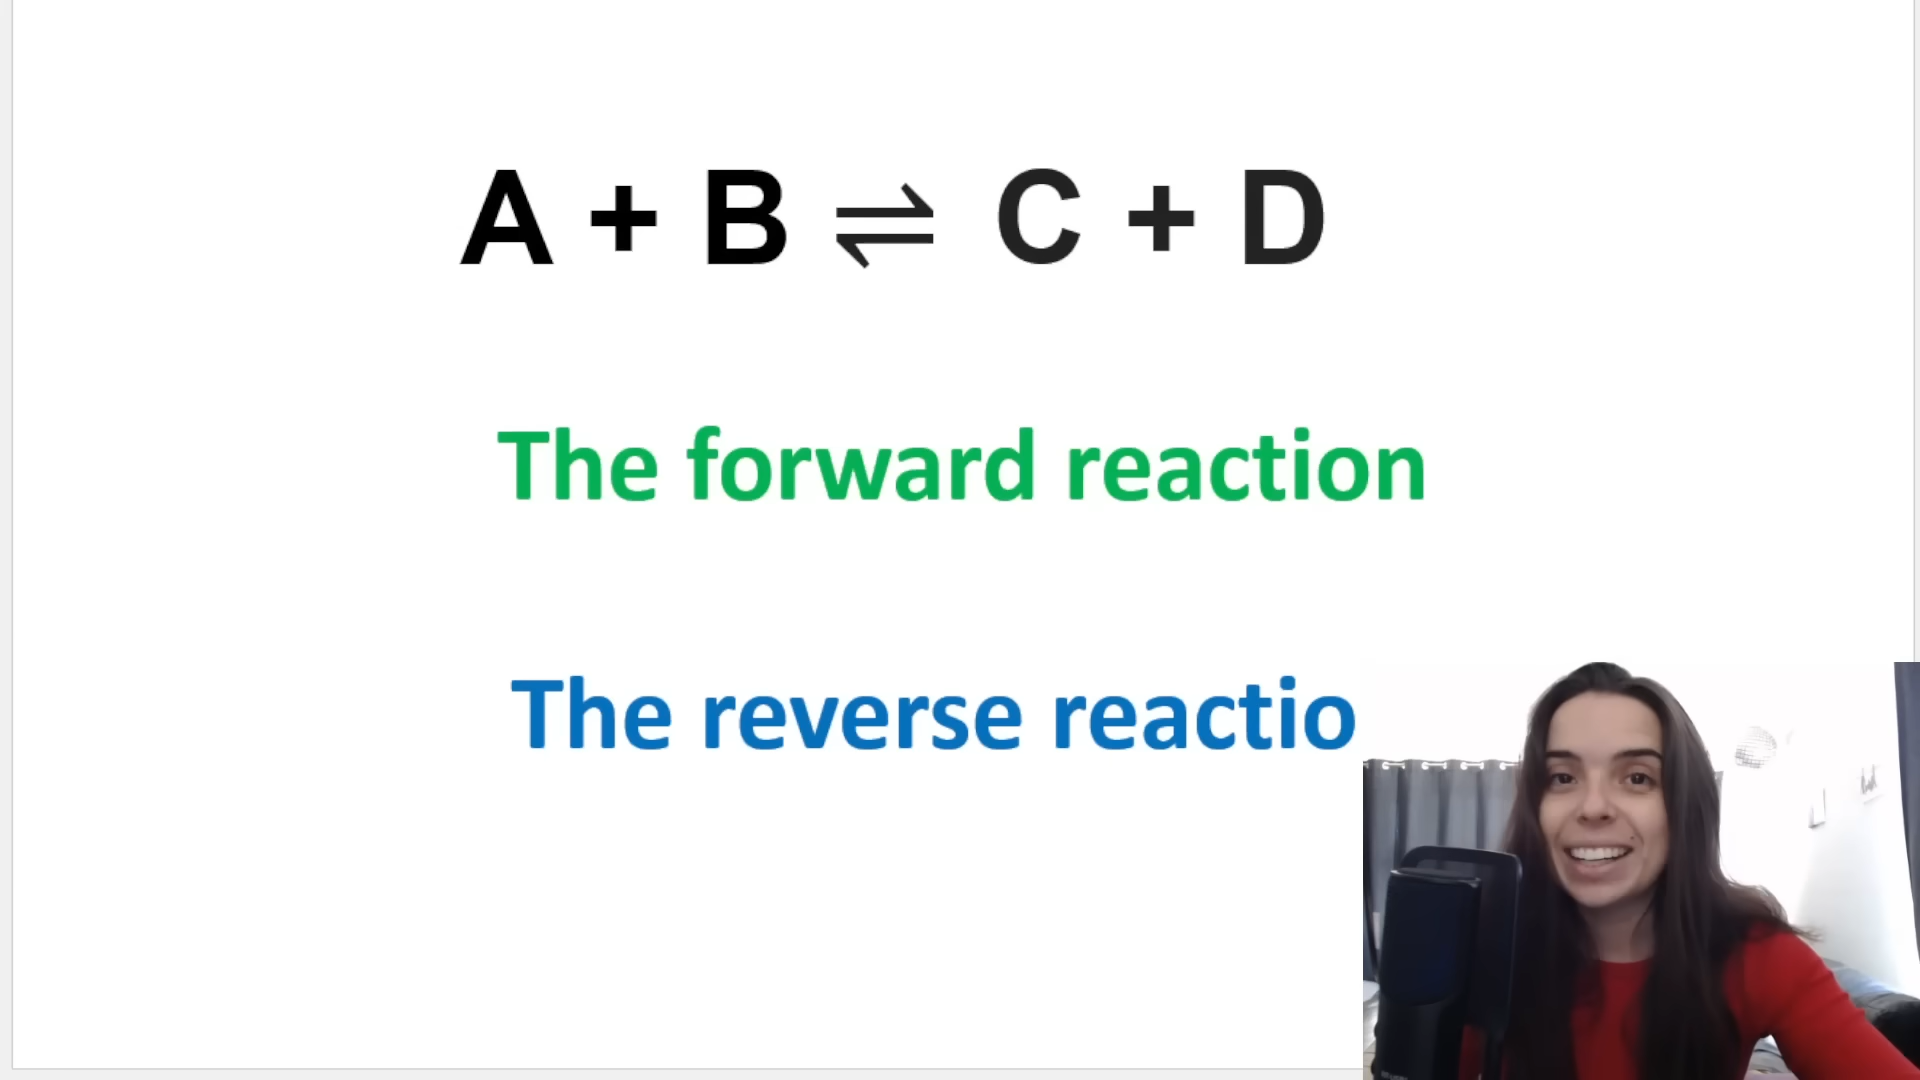 A + B ⇌ C + D
The forward reaction
The reverse reactio